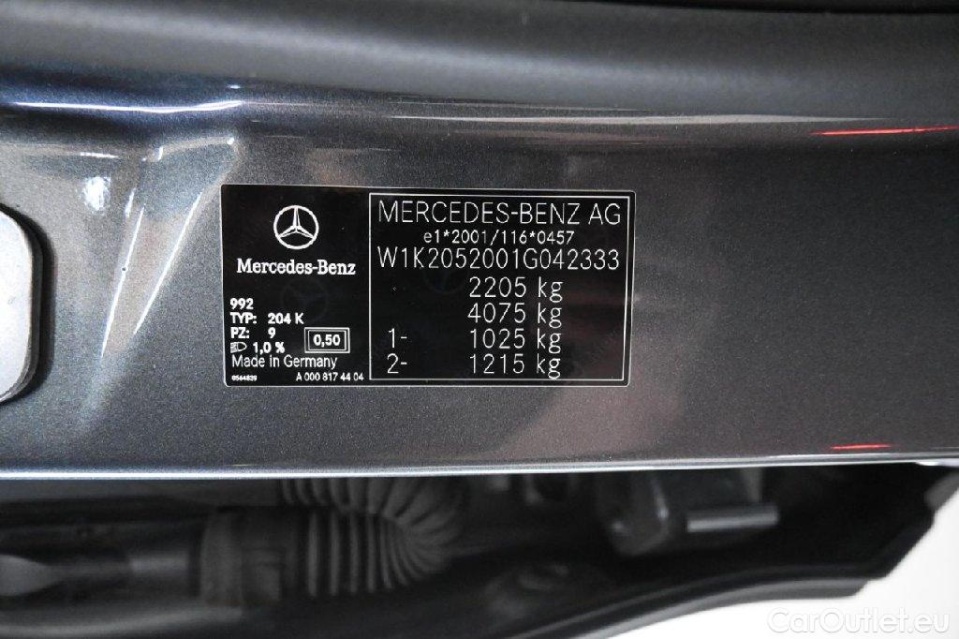 Mercedes-Benz
992
TYP: 204 K
PZ: 9
1,0 %
0,50
Made in Germany
0564829
A 000 817 44 04
MERCEDES-BENZ AG
e1*2001/116*0457
W1K2052001G042333
2205 kg
4075 kg
1- 1025 kg
2- 1215 kg
CarOutlet.eu